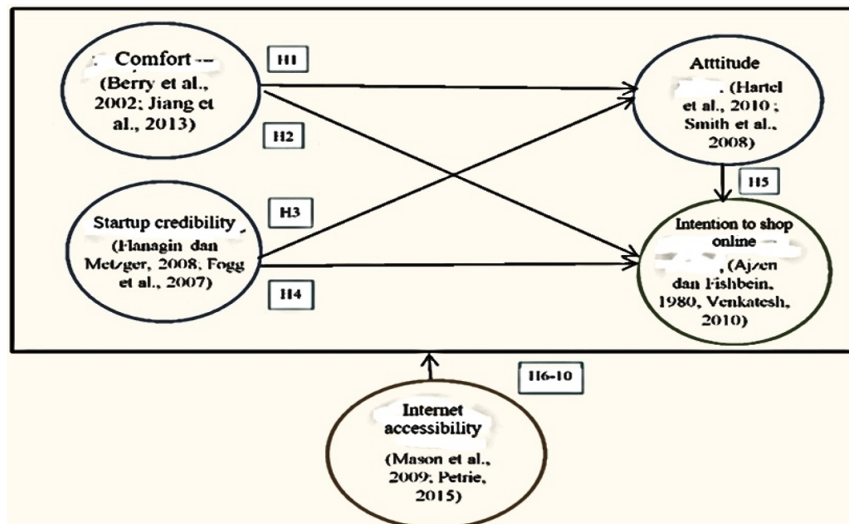 Comfort
(Berry et al.,
2002; Jiang et
al., 2013)
H1
H2
Atttitude
(Hartel
et al., 2010 ;
Smith et al.,
2008)
H5
Startup credibility
(Flanagin dan
Metzger, 2008; Fogg
et al., 2007)
H3
H4
Intention to shop
online
(Ajzen
dan Fishbein,
1980, Venkatesh,
2010)
H6-10
Internet
accessibility
(Mason et al.,
2009; Petrie,
2015)